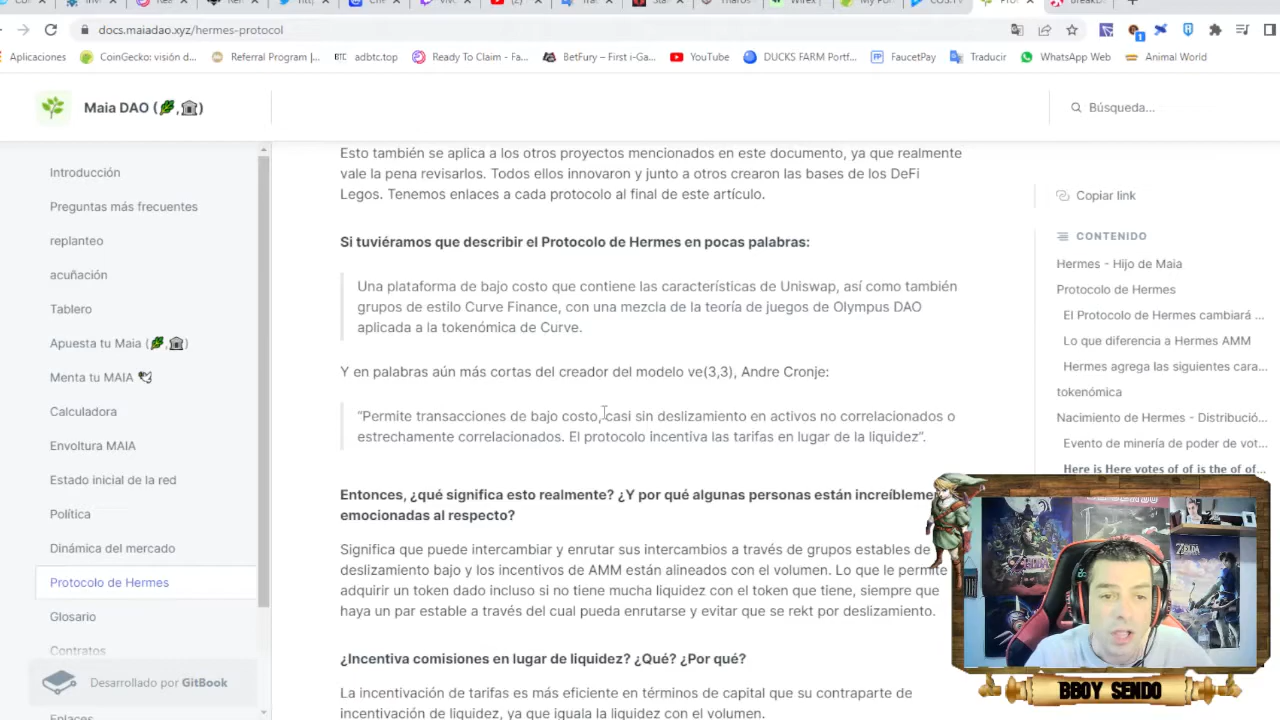 docs.maiadao.xyz/hermes-protocol
Aplicaciones
CoinGecko: visión d...
Referral Program |...
BTC adbtc.top
Ready To Claim - Fa...
BetFury – First i-Ga...
YouTube
DUCKS FARM Portf...
FaucetPay
Traducir
WhatsApp Web
Animal World
Maia DAO (🌿,🏛)
Búsqueda...
Introducción
Preguntas más frecuentes
replanteo
acuñación
Tablero
Apuesta tu Maia (🌿,🏛)
Menta tu MAIA 🕊
Calculadora
Envoltura MAIA
Estado inicial de la red
Política
Dinámica del mercado
Protocolo de Hermes
Glosario
Contratos
Desarrollado por GitBook
Enlaces
Esto también se aplica a los otros proyectos mencionados en este documento, ya que realmente
vale la pena revisarlos. Todos ellos innovaron y junto a otros crearon las bases de los DeFi
Legos. Tenemos enlaces a cada protocolo al final de este artículo.
Si tuviéramos que describir el Protocolo de Hermes en pocas palabras:
Una plataforma de bajo costo que contiene las características de Uniswap, así como también
grupos de estilo Curve Finance, con una mezcla de la teoría de juegos de Olympus DAO
aplicada a la tokenómica de Curve.
Y en palabras aún más cortas del creador del modelo ve(3,3), Andre Cronje:
“Permite transacciones de bajo costo, casi sin deslizamiento en activos no correlacionados o
estrechamente correlacionados. El protocolo incentiva las tarifas en lugar de la liquidez”.
Entonces, ¿qué significa esto realmente? ¿Y por qué algunas personas están increíbleme
emocionadas al respecto?
Significa que puede intercambiar y enrutar sus intercambios a través de grupos estables de
deslizamiento bajo y los incentivos de AMM están alineados con el volumen. Lo que le permite
adquirir un token dado incluso si no tiene mucha liquidez con el token que tiene, siempre que
haya un par estable a través del cual pueda enrutarse y evitar que se rekt por deslizamiento.
¿Incentiva comisiones en lugar de liquidez? ¿Qué? ¿Por qué?
La incentivación de tarifas es más eficiente en términos de capital que su contraparte de
incentivación de liquidez, ya que iguala la liquidez con el volumen.
Copiar link
CONTENIDO
Hermes - Hijo de Maia
Protocolo de Hermes
El Protocolo de Hermes cambiará ...
Lo que diferencia a Hermes AMM
Hermes agrega las siguientes cara...
tokenómica
Nacimiento de Hermes - Distribució...
Evento de minería de poder de vot...
Here is Here votes of of is the of of...
ZELDA
BBOY SENDO